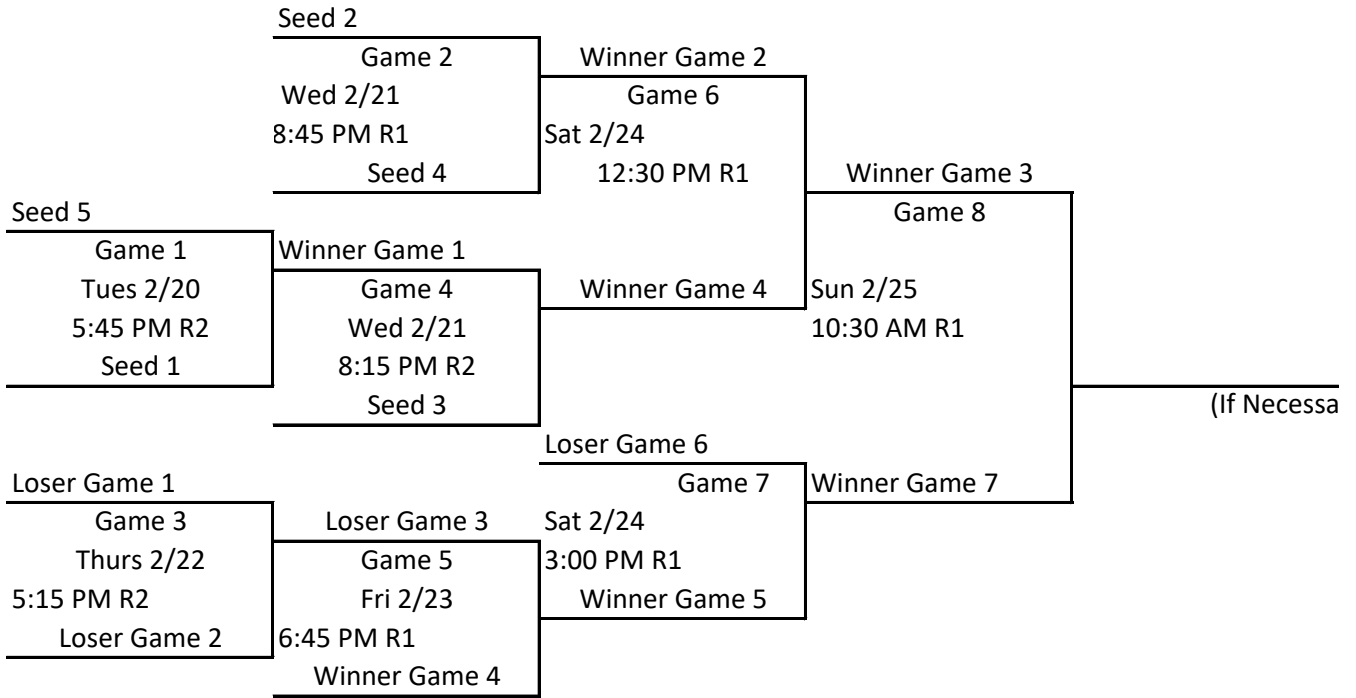 Seed 2
Game 2
Winner Game 2
Wed 2/21
Game 6
8:45 PM R1
Sat 2/24
Seed 4
12:30 PM R1
Winner Game 3
Seed 5
Game 8
Game 1
Winner Game 1
Tues 2/20
Game 4
Winner Game 4
Sun 2/25
5:45 PM R2
Wed 2/21
10:30 AM R1
Seed 1
8:15 PM R2
Seed 3
(If Necessa
Loser Game 6
Loser Game 1
Game 7
Winner Game 7
Game 3
Loser Game 3
Sat 2/24
Thurs 2/22
Game 5
3:00 PM R1
5:15 PM R2
Fri 2/23
Winner Game 5
Loser Game 2
6:45 PM R1
Winner Game 4